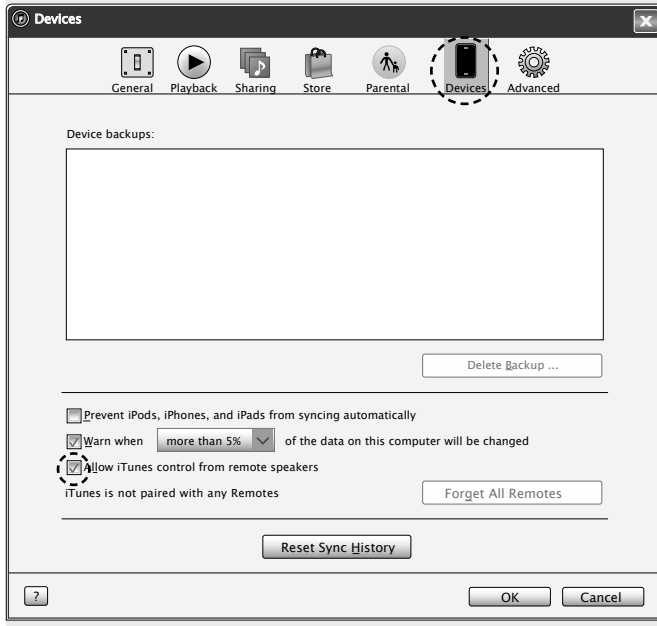 Devices
General Playback Sharing Store Parental Devices Advanced
Device backups:
Delete Backup ...
Prevent iPods, iPhones, and iPads from syncing automatically
Warn when more than 5% of the data on this computer will be changed
Allow iTunes control from remote speakers
iTunes is not paired with any Remotes Forget All Remotes
Reset Sync History
? OK Cancel